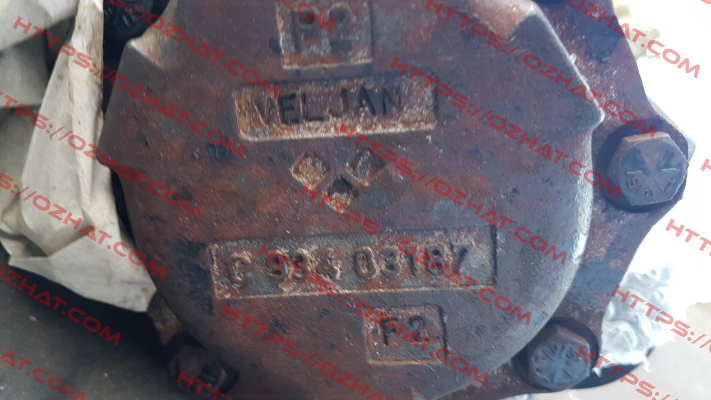 P2
VELJAN
C 934 03187
F2
HTTPS://OZHAT.COM